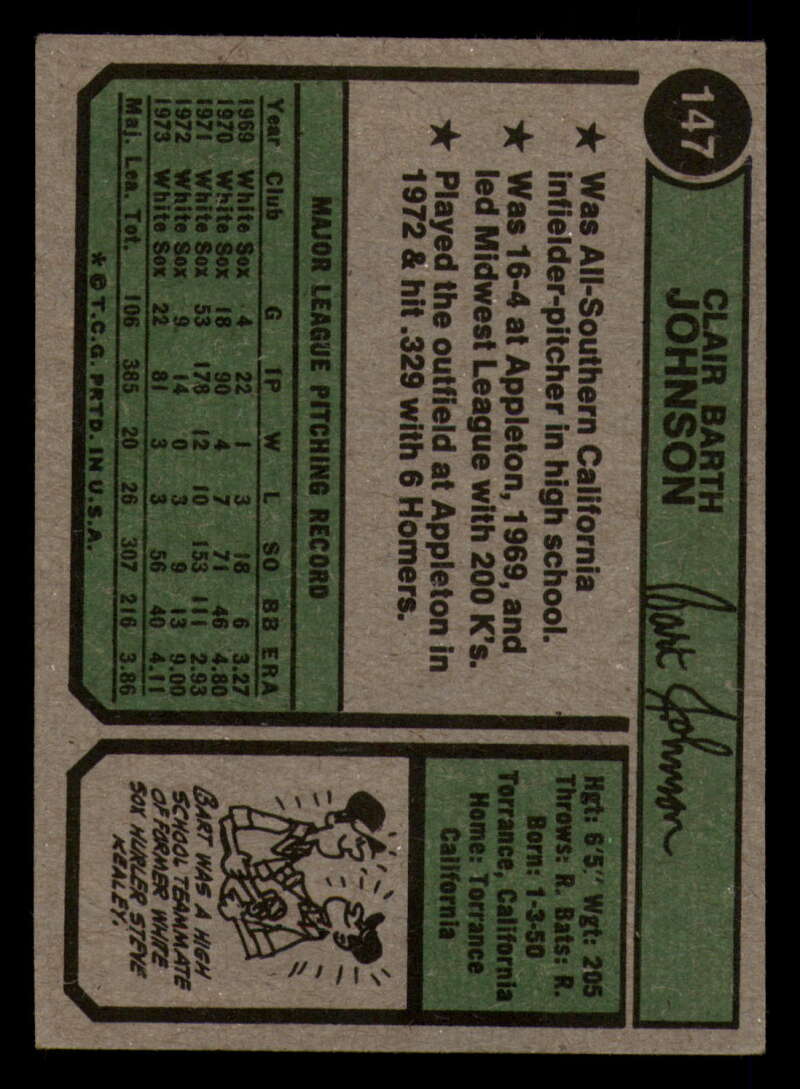 147
CLAIR BARTH
JOHNSON
Bart Johnson
★ Was All-Southern California
infielder-pitcher in high school.
★ Was 16-4 at Appleton, 1969, and
led Midwest League with 200 K's.
★ Played the outfield at Appleton in
1972 & hit .329 with 6 Homers.
MAJOR LEAGUE PITCHING RECORD
Year Club G IP W L SO BB ERA
1969 White Sox 4 22 1 3 18 6 3.27
1970 White Sox 18 90 4 7 71 46 4.80
1971 White Sox 53 178 12 10 153 111 2.93
1972 White Sox 9 14 0 3 9 13 9.00
1973 White Sox 22 81 3 3 56 40 4.11
Maj. Lea. Tot. 106 385 20 26 307 216 3.86
* © T.C.G. PRTD. IN U.S.A.
Hgt: 6'5" Wgt: 205
Throws: R. Bats: R.
Born: 1-3-50
Torrance, California
Home: Torrance
California
BART WAS A HIGH
SCHOOL TEAMMATE
OF FORMER WHITE
SOX HURLER STEVE
KEALEY.